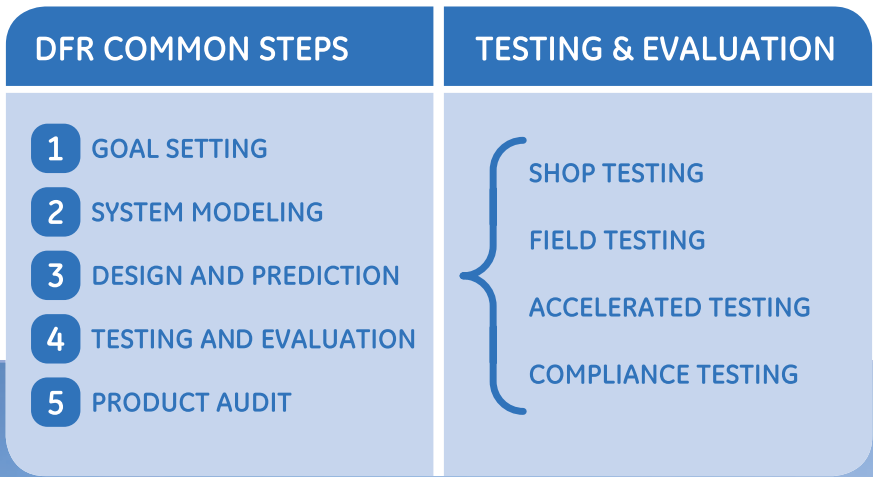 DFR COMMON STEPS
1 GOAL SETTING
2 SYSTEM MODELING
3 DESIGN AND PREDICTION
4 TESTING AND EVALUATION
5 PRODUCT AUDIT
TESTING & EVALUATION
SHOP TESTING
FIELD TESTING
ACCELERATED TESTING
COMPLIANCE TESTING